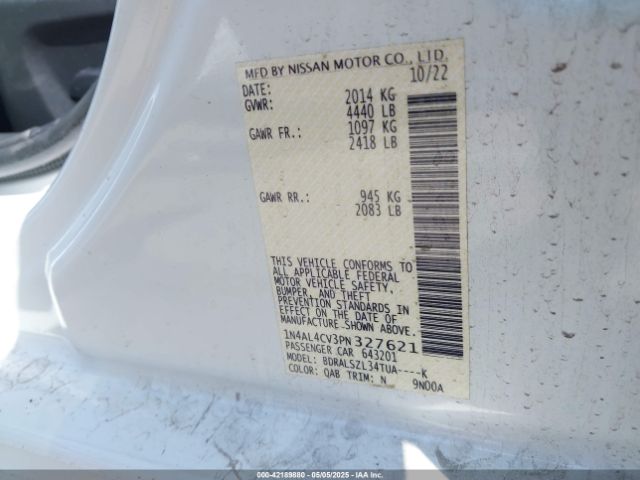 MFD BY NISSAN MOTOR CO., LTD.
DATE: 10/22
GVWR: 2014 KG
4440 LB
GAWR FR.: 1097 KG
2418 LB
GAWR RR.: 945 KG
2083 LB
THIS VEHICLE CONFORMS TO
ALL APPLICABLE FEDERAL
MOTOR VEHICLE SAFETY,
BUMPER, AND THEFT
PREVENTION STANDARDS IN
EFFECT ON THE DATE OF
MANUFACTURE SHOWN ABOVE.
1N4AL4CV3PN327621
PASSENGER CAR 643201
MODEL: BDRALSZL34TUA----K
COLOR: QAB TRIM: N 9N00A
000-42189880 - 05/05/2025 - IAAI.COM